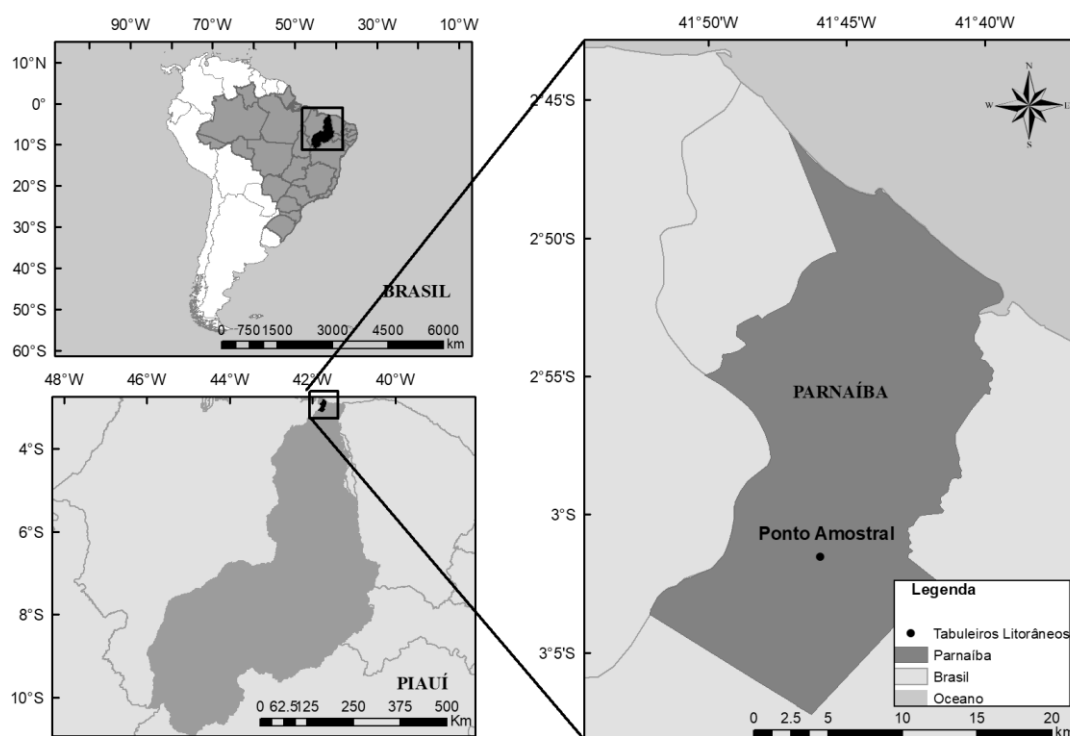 90°W 70°W 50°W 30°W 10°W
10°N
0°
10°S
20°S
30°S
40°S
50°S
60°S
BRASIL
0 750 1500 3000 4500 6000
km
48°W 46°W 44°W 42°W 40°W
4°S
6°S
8°S
10°S
PIAUÍ
0 62.5 125 250 375 500
Km
41°50'W 41°45'W 41°40'W
2°45'S
2°50'S
2°55'S
3°S
3°5'S
N
W
S
PARNAÍBA
Ponto Amostral
Legenda
Tabuleiros Litorâneos
Parnaíba
Brasil
Oceano
0 2.5 5 10 15 20
km